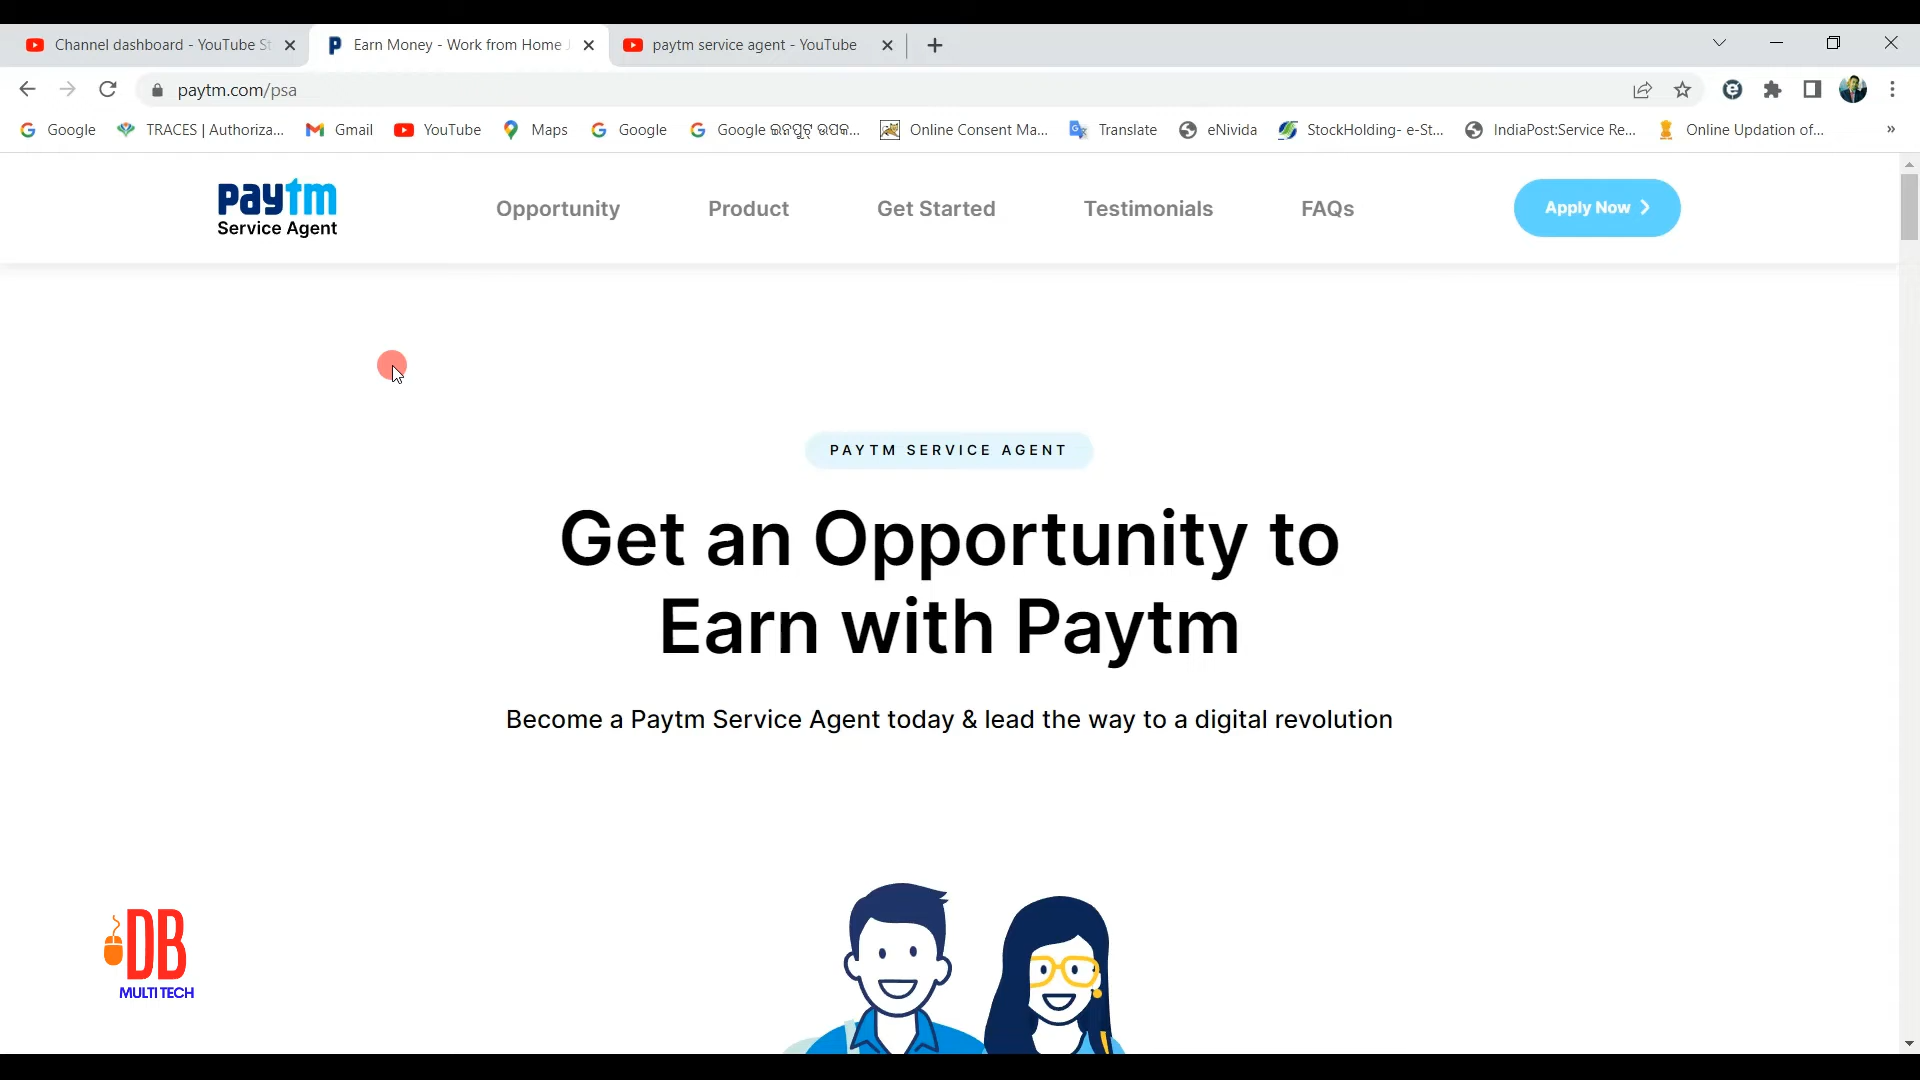 Channel dashboard - YouTube St
Earn Money - Work from Home J
paytm service agent - YouTube
paytm.com/psa
Google
TRACES | Authoriza...
Gmail
YouTube
Maps
Google
Google ଇନପୁଟ୍ ଉପକ...
Online Consent Ma...
Translate
eNivida
StockHolding- e-St...
IndiaPost:Service Re...
Online Updation of...
»
paytm
Service Agent
Opportunity
Product
Get Started
Testimonials
FAQs
Apply Now
PAYTM SERVICE AGENT
Get an Opportunity to
Earn with Paytm
Become a Paytm Service Agent today & lead the way to a digital revolution
DB
MULTI TECH